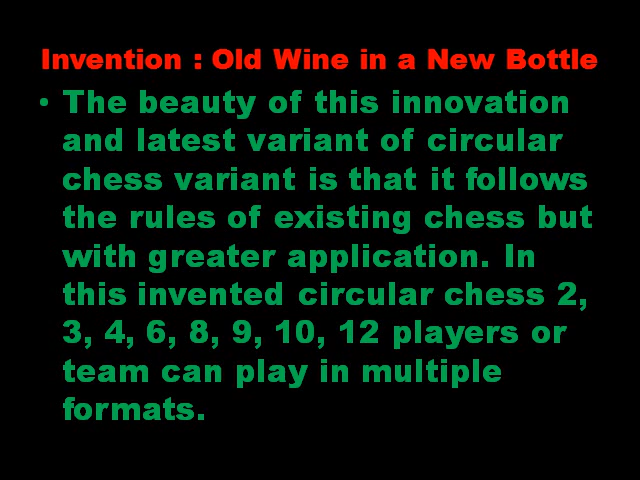 Invention : Old Wine in a New Bottle
• The beauty of this innovation
and latest variant of circular
chess variant is that it follows
the rules of existing chess but
with greater application. In
this invented circular chess 2,
3, 4, 6, 8, 9, 10, 12 players or
team can play in multiple
formats.